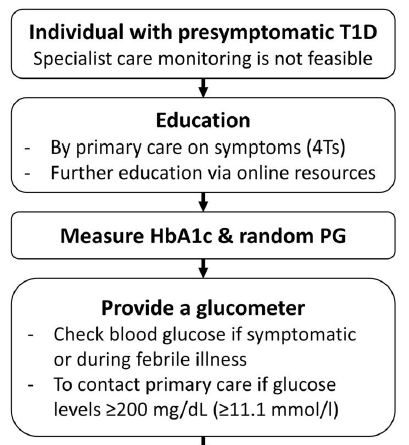 Individual with presymptomatic T1D
Specialist care monitoring is not feasible
Education
- By primary care on symptoms (4Ts)
- Further education via online resources
Measure HbA1c & random PG
Provide a glucometer
- Check blood glucose if symptomatic
or during febrile illness
- To contact primary care if glucose
levels ≥200 mg/dL (≥11.1 mmol/l)